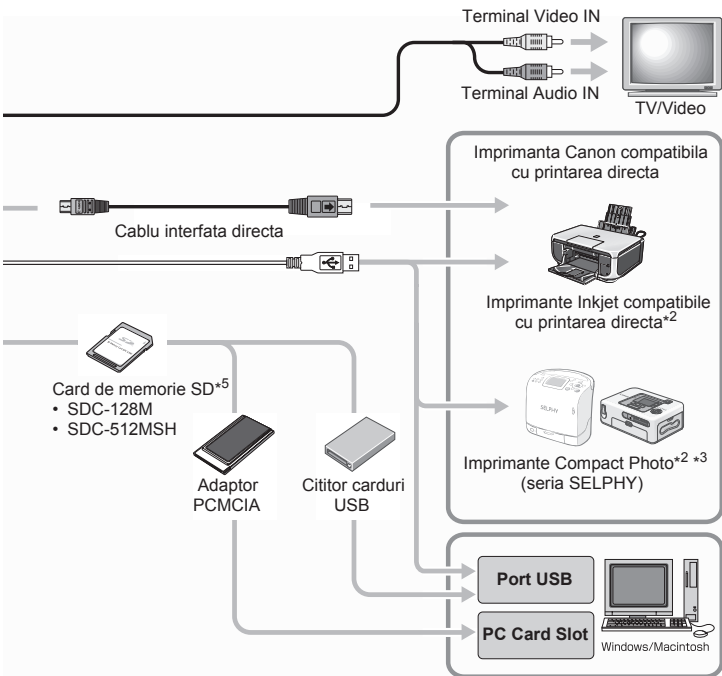 Terminal Video IN
Terminal Audio IN
TV/Video
Imprimanta Canon compatibila
cu printarea directa
Cablu interfata directa
Imprimante Inkjet compatibile
cu printarea directa*2
Card de memorie SD*5
• SDC-128M
• SDC-512MSH
SELPHY
Imprimante Compact Photo*2 *3
(seria SELPHY)
Adaptor
PCMCIA
Cititor carduri
USB
Port USB
PC Card Slot
Windows/Macintosh